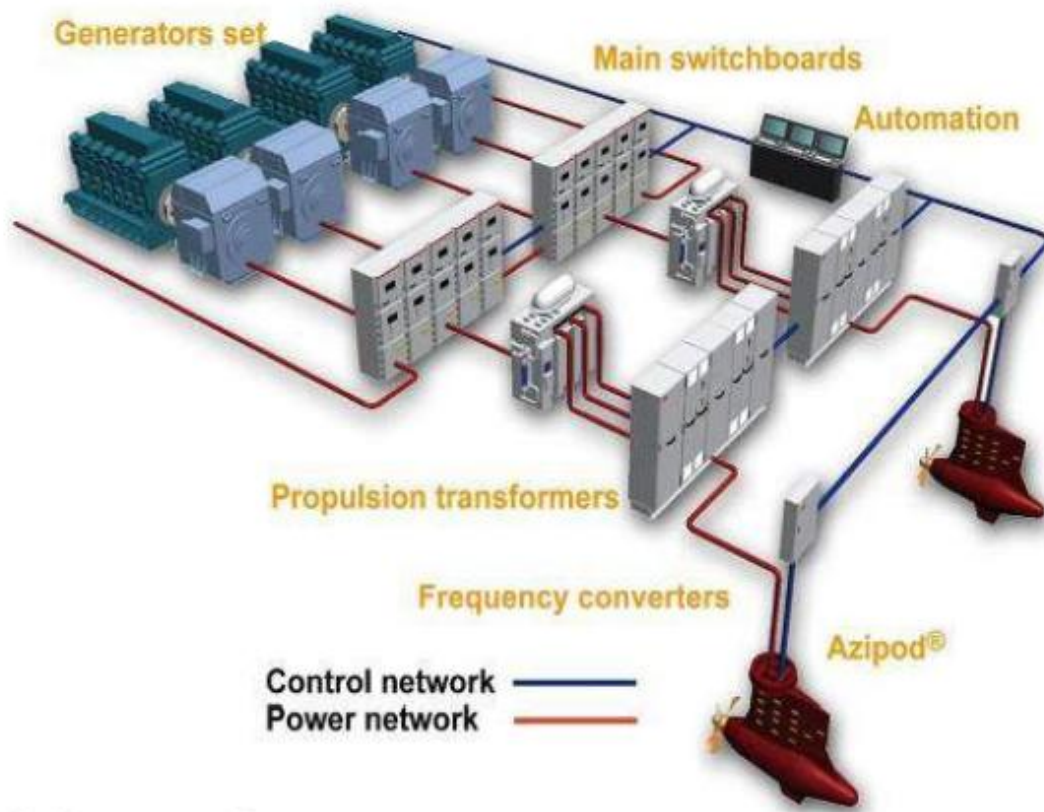 Generators set
Main switchboards
Automation
Propulsion transformers
Frequency converters
Azipod®
Control network
Power network